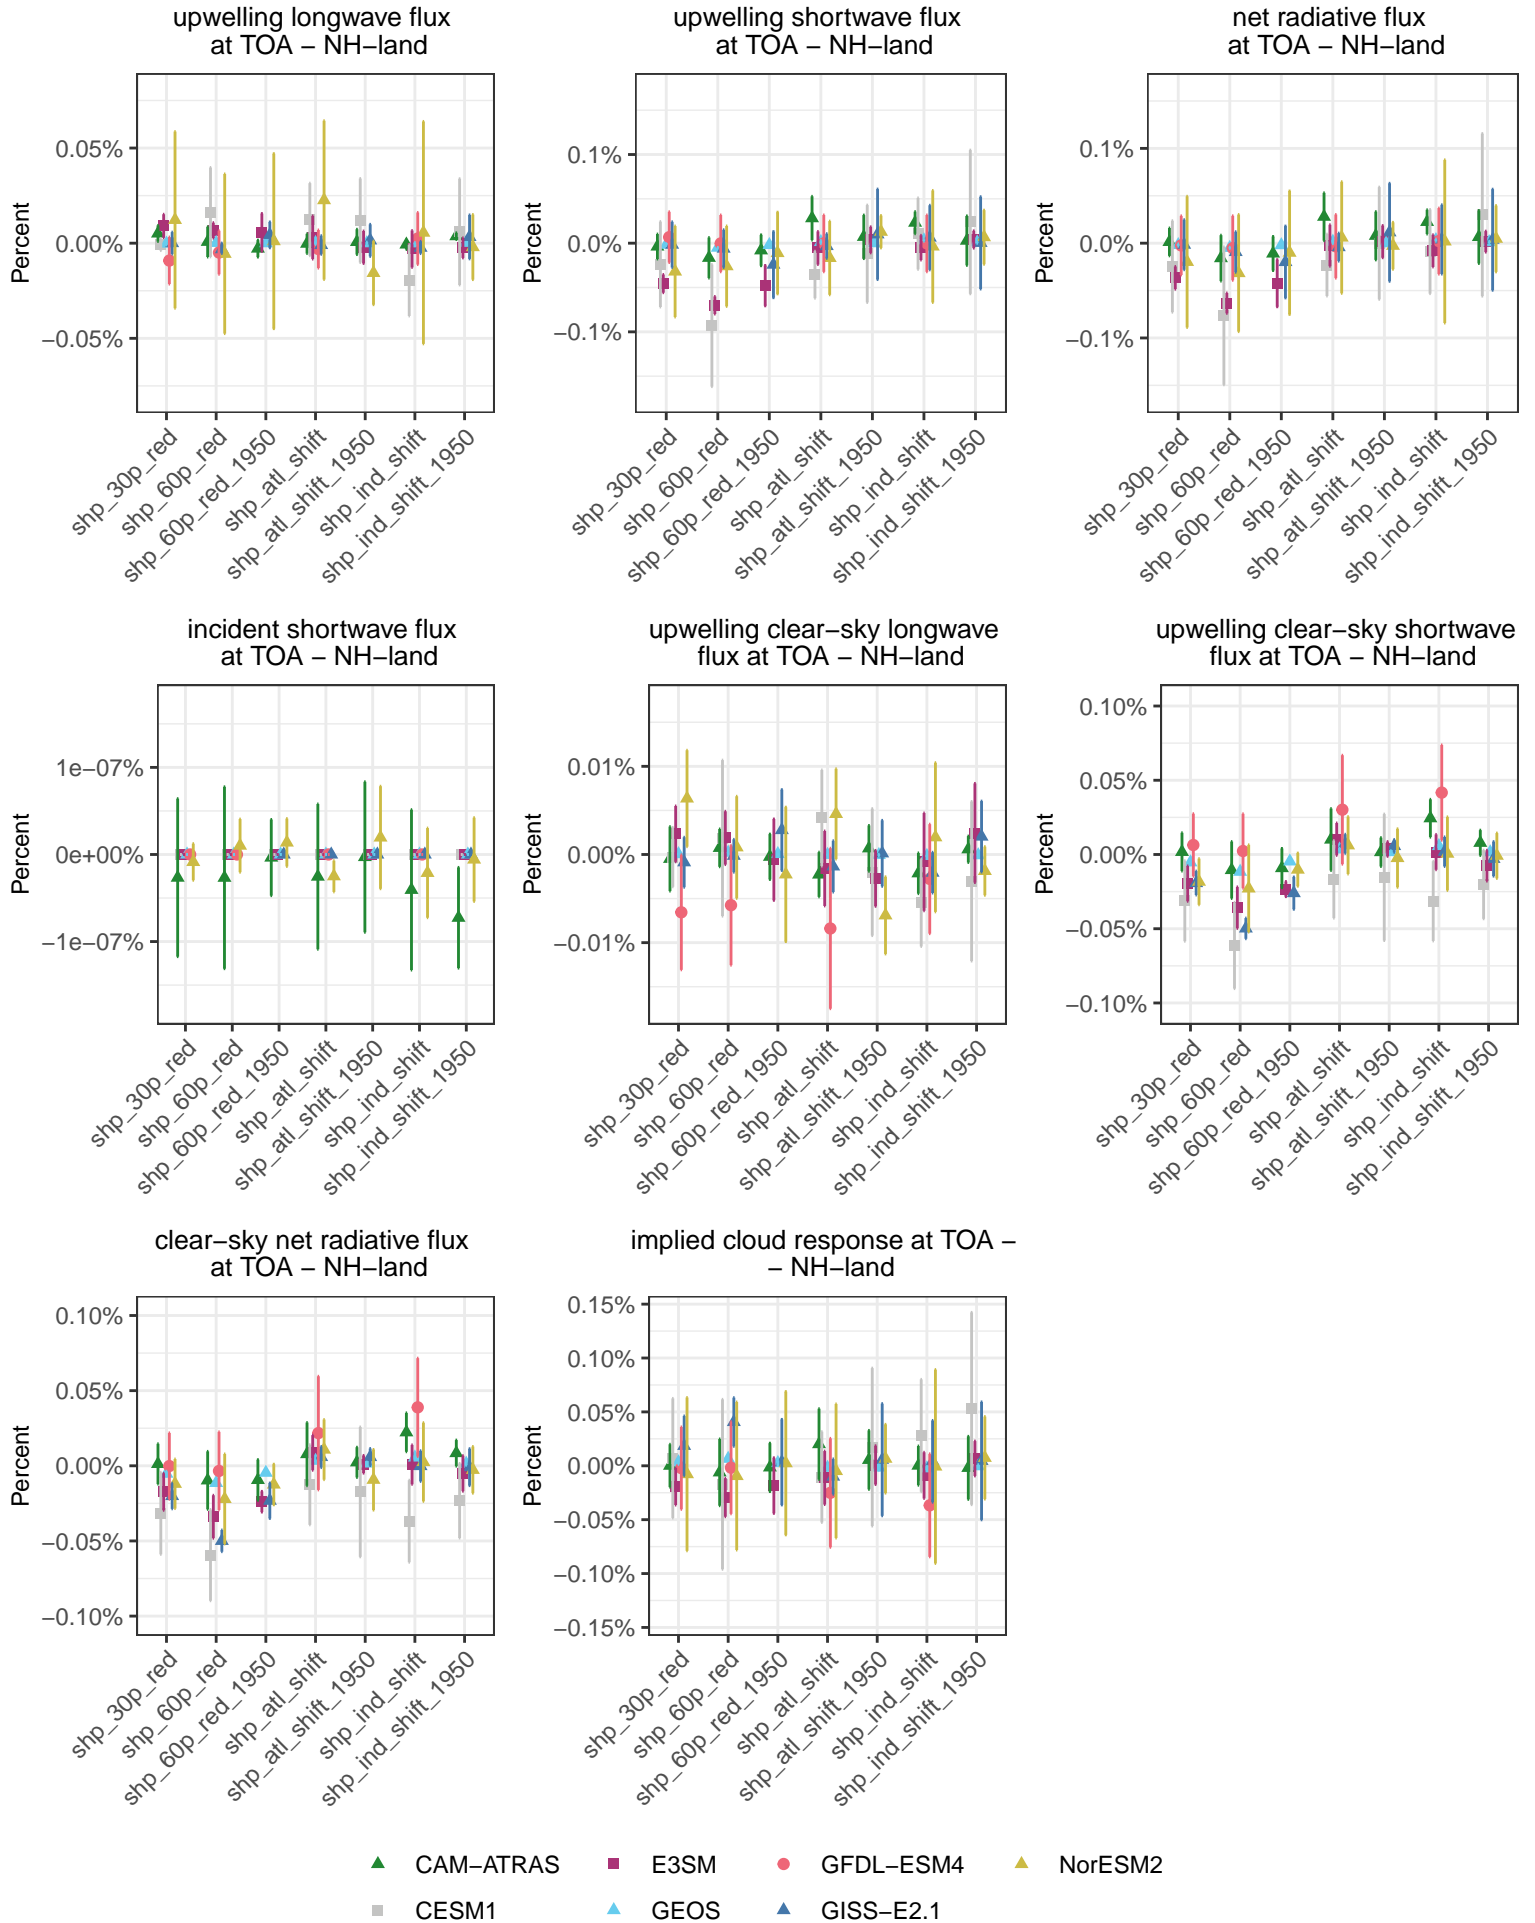 upwelling longwave flux
at TOA − NH−land
upwelling shortwave flux
at TOA − NH−land
net radiative flux
at TOA − NH−land
Percent
0.05%
0.00%
−0.05%
shp_30p_red
shp_60p_red
shp_60p_red_1950
shp_atl_shift
shp_atl_shift_1950
shp_ind_shift
shp_ind_shift_1950
Percent
0.1%
0.0%
−0.1%
shp_30p_red
shp_60p_red
shp_60p_red_1950
shp_atl_shift
shp_atl_shift_1950
shp_ind_shift
shp_ind_shift_1950
Percent
0.1%
0.0%
−0.1%
shp_30p_red
shp_60p_red
shp_60p_red_1950
shp_atl_shift
shp_atl_shift_1950
shp_ind_shift
shp_ind_shift_1950
incident shortwave flux
at TOA − NH−land
upwelling clear−sky longwave
flux at TOA − NH−land
upwelling clear−sky shortwave
flux at TOA − NH−land
Percent
1e−07%
0e+00%
−1e−07%
shp_30p_red
shp_60p_red
shp_60p_red_1950
shp_atl_shift
shp_atl_shift_1950
shp_ind_shift
shp_ind_shift_1950
Percent
0.01%
0.00%
−0.01%
shp_30p_red
shp_60p_red
shp_60p_red_1950
shp_atl_shift
shp_atl_shift_1950
shp_ind_shift
shp_ind_shift_1950
Percent
0.10%
0.05%
0.00%
−0.05%
−0.10%
shp_30p_red
shp_60p_red
shp_60p_red_1950
shp_atl_shift
shp_atl_shift_1950
shp_ind_shift
shp_ind_shift_1950
clear−sky net radiative flux
at TOA − NH−land
implied cloud response at TOA −
− NH−land
Percent
0.10%
0.05%
0.00%
−0.05%
−0.10%
shp_30p_red
shp_60p_red
shp_60p_red_1950
shp_atl_shift
shp_atl_shift_1950
shp_ind_shift
shp_ind_shift_1950
Percent
0.15%
0.10%
0.05%
0.00%
−0.05%
−0.10%
−0.15%
shp_30p_red
shp_60p_red
shp_60p_red_1950
shp_atl_shift
shp_atl_shift_1950
shp_ind_shift
shp_ind_shift_1950
CAM−ATRAS E3SM GFDL−ESM4 NorESM2
CESM1 GEOS GISS−E2.1